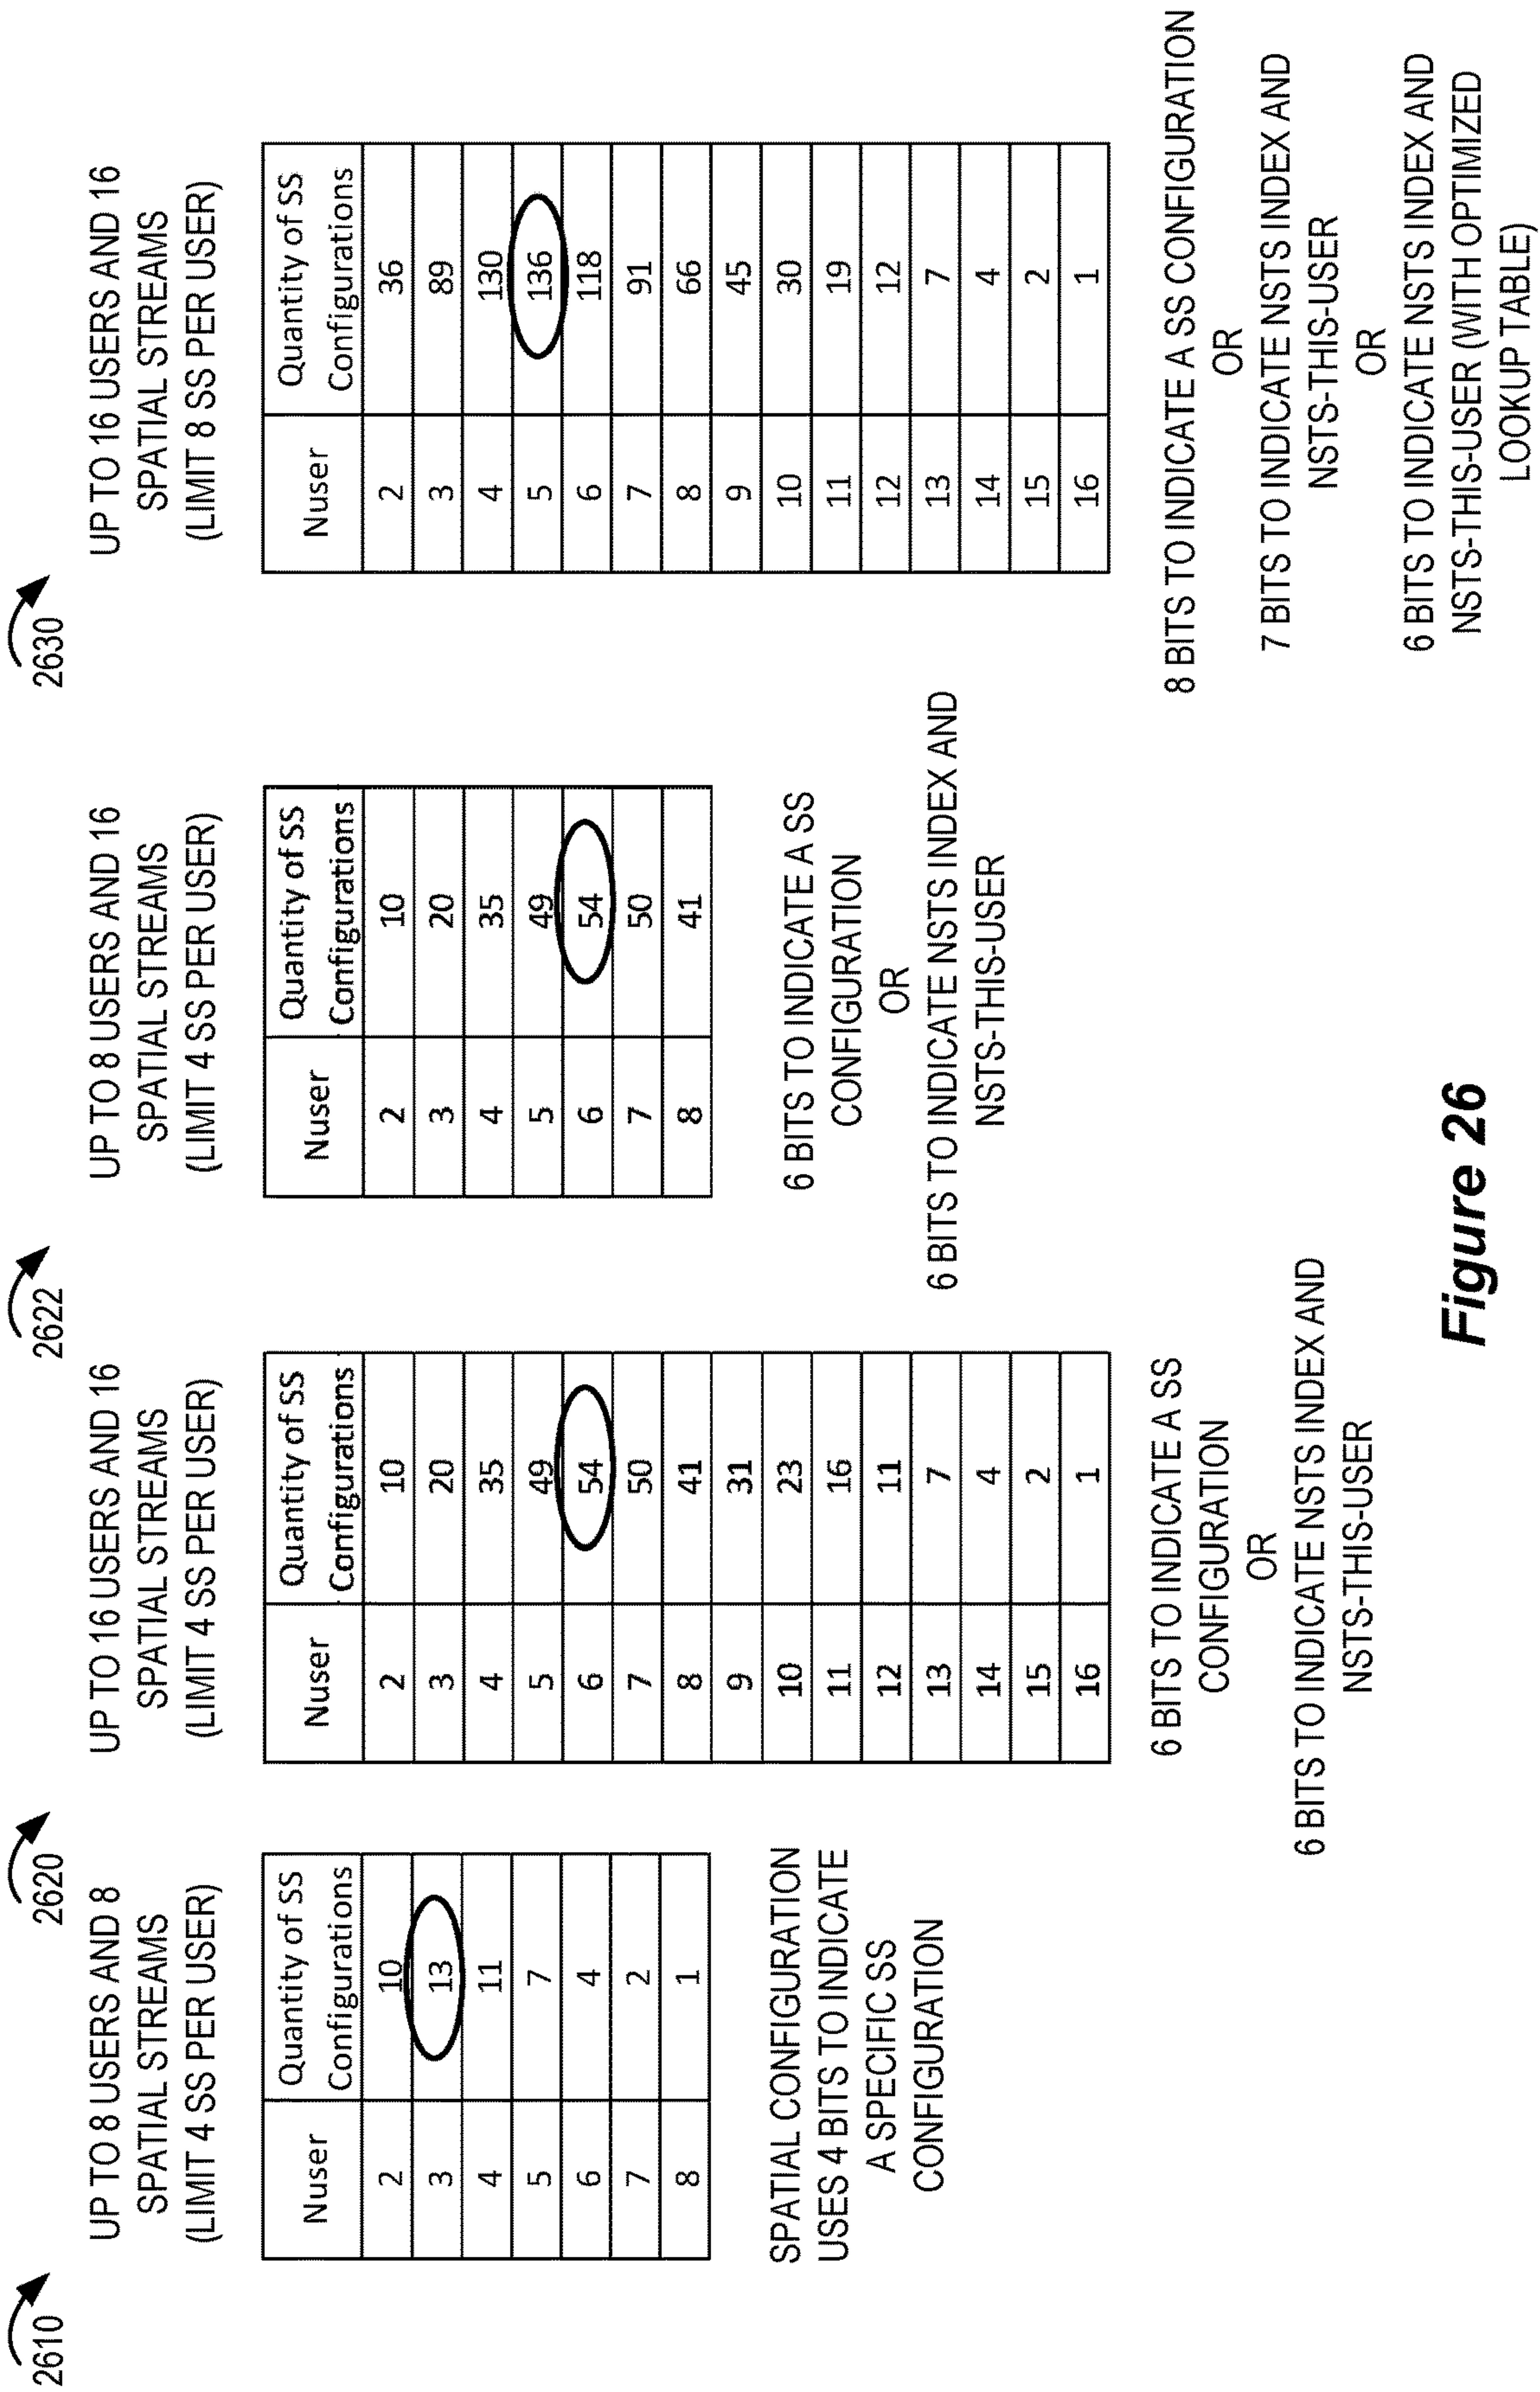 2610
UP TO 8 USERS AND 8
SPATIAL STREAMS
(LIMIT 4 SS PER USER)
Nuser Quantity of SS
Configurations
2 10
3 13
4 11
5 7
6 4
7 2
8 1
SPATIAL CONFIGURATION
USES 4 BITS TO INDICATE
A SPECIFIC SS
CONFIGURATION
2620
UP TO 16 USERS AND 16
SPATIAL STREAMS
(LIMIT 4 SS PER USER)
Nuser Quantity of SS
Configurations
2 10
3 20
4 35
5 49
6 54
7 50
8 41
9 31
10 23
11 16
12 11
13 7
14 4
15 2
16 1
6 BITS TO INDICATE A SS
CONFIGURATION
OR
6 BITS TO INDICATE NSTS INDEX AND
NSTS-THIS-USER
2622
UP TO 8 USERS AND 16
SPATIAL STREAMS
(LIMIT 4 SS PER USER)
Nuser Quantity of SS
Configurations
2 10
3 20
4 35
5 49
6 54
7 50
8 41
6 BITS TO INDICATE A SS
CONFIGURATION
OR
6 BITS TO INDICATE NSTS INDEX AND
NSTS-THIS-USER
2630
UP TO 16 USERS AND 16
SPATIAL STREAMS
(LIMIT 8 SS PER USER)
Nuser Quantity of SS
Configurations
2 36
3 89
4 130
5 136
6 118
7 91
8 66
9 45
10 30
11 19
12 12
13 7
14 4
15 2
16 1
8 BITS TO INDICATE A SS CONFIGURATION
OR
7 BITS TO INDICATE NSTS INDEX AND
NSTS-THIS-USER
OR
6 BITS TO INDICATE NSTS INDEX AND
NSTS-THIS-USER (WITH OPTIMIZED
LOOKUP TABLE)
Figure 26